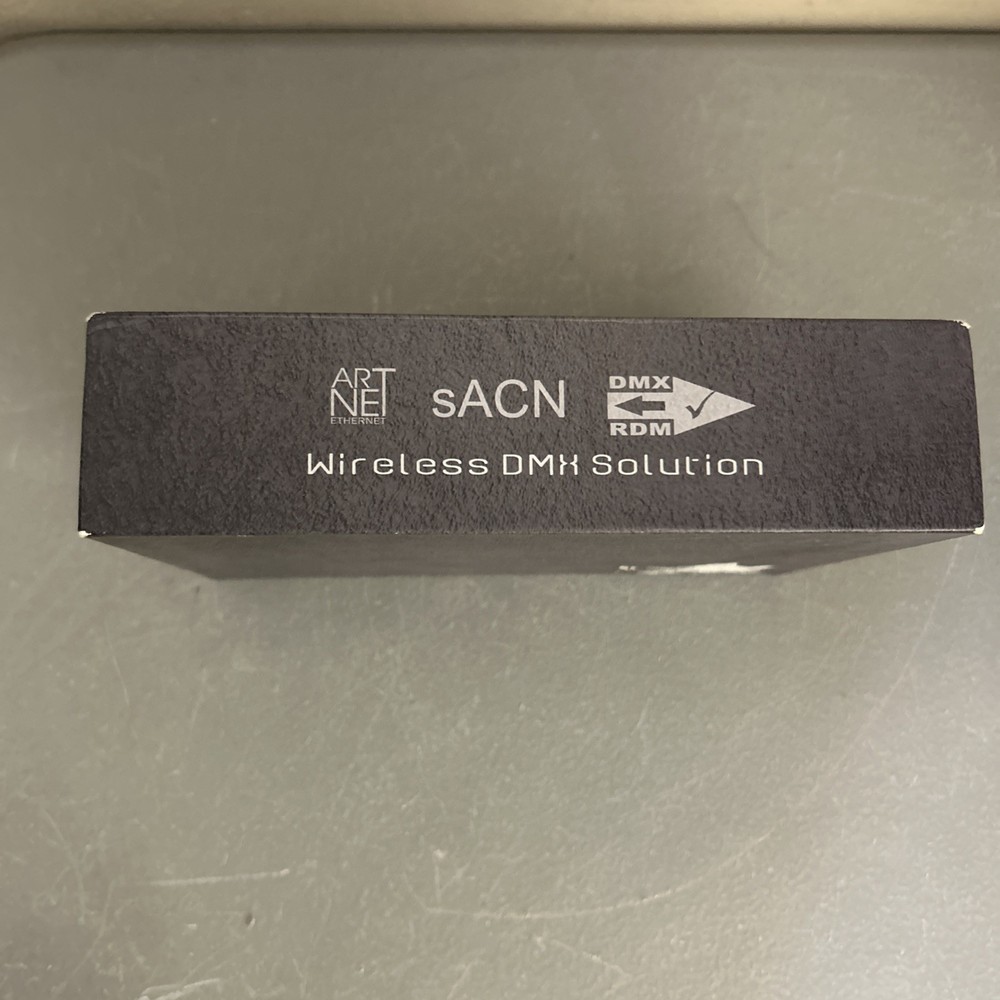 ART
NET
ETHERNET
sACN
DMX
RDM
Wireless DMX Solution